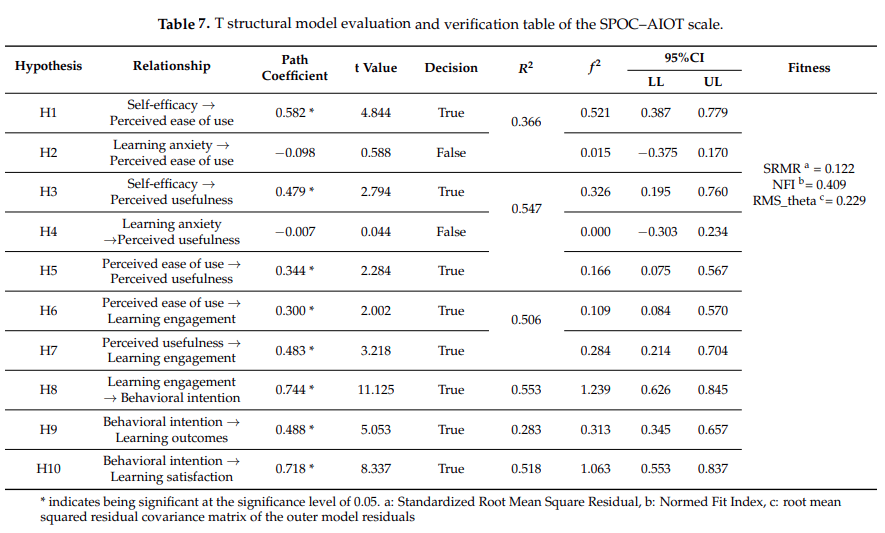 Table 7. T structural model evaluation and verification table of the SPOC–AIOT scale.
Hypothesis Relationship Path Coefficient t Value Decision R² f² 95%CI Fitness
LL UL
H1 Self-efficacy → Perceived ease of use 0.582 * 4.844 True 0.366 0.521 0.387 0.779
H2 Learning anxiety → Perceived ease of use −0.098 0.588 False 0.015 −0.375 0.170
H3 Self-efficacy → Perceived usefulness 0.479 * 2.794 True 0.547 0.326 0.195 0.760
H4 Learning anxiety →Perceived usefulness −0.007 0.044 False 0.000 −0.303 0.234
H5 Perceived ease of use → Perceived usefulness 0.344 * 2.284 True 0.166 0.075 0.567
H6 Perceived ease of use → Learning engagement 0.300 * 2.002 True 0.506 0.109 0.084 0.570
H7 Perceived usefulness → Learning engagement 0.483 * 3.218 True 0.284 0.214 0.704
H8 Learning engagement → Behavioral intention 0.744 * 11.125 True 0.553 1.239 0.626 0.845
H9 Behavioral intention → Learning outcomes 0.488 * 5.053 True 0.283 0.313 0.345 0.657
H10 Behavioral intention → Learning satisfaction 0.718 * 8.337 True 0.518 1.063 0.553 0.837
SRMR ᵃ = 0.122
NFI ᵇ = 0.409
RMS_theta ᶜ = 0.229
* indicates being significant at the significance level of 0.05. a: Standardized Root Mean Square Residual, b: Normed Fit Index, c: root mean
squared residual covariance matrix of the outer model residuals